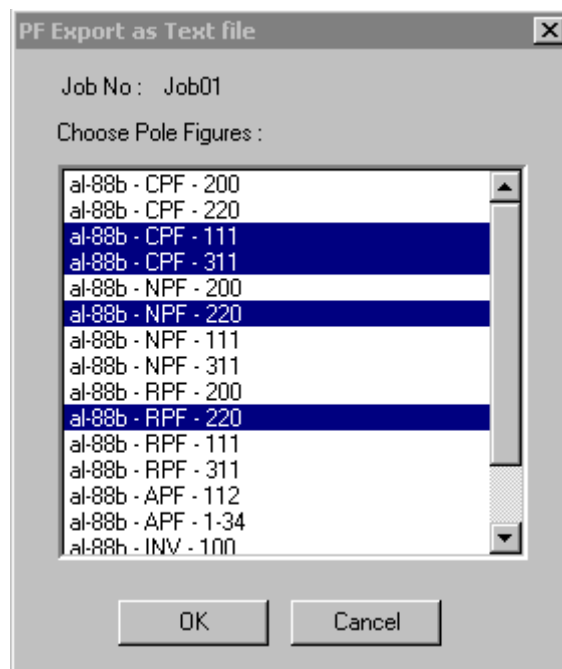 PF Export as Text file
Job No :   Job01
Choose Pole Figures :
al-88b - CPF - 200
al-88b - CPF - 220
al-88b - CPF - 111
al-88b - CPF - 311
al-88b - NPF - 200
al-88b - NPF - 220
al-88b - NPF - 111
al-88b - NPF - 311
al-88b - RPF - 200
al-88b - RPF - 220
al-88b - RPF - 111
al-88b - RPF - 311
al-88b - APF - 112
al-88b - APF - 1-34
al-88b - INV - 100
OK   Cancel